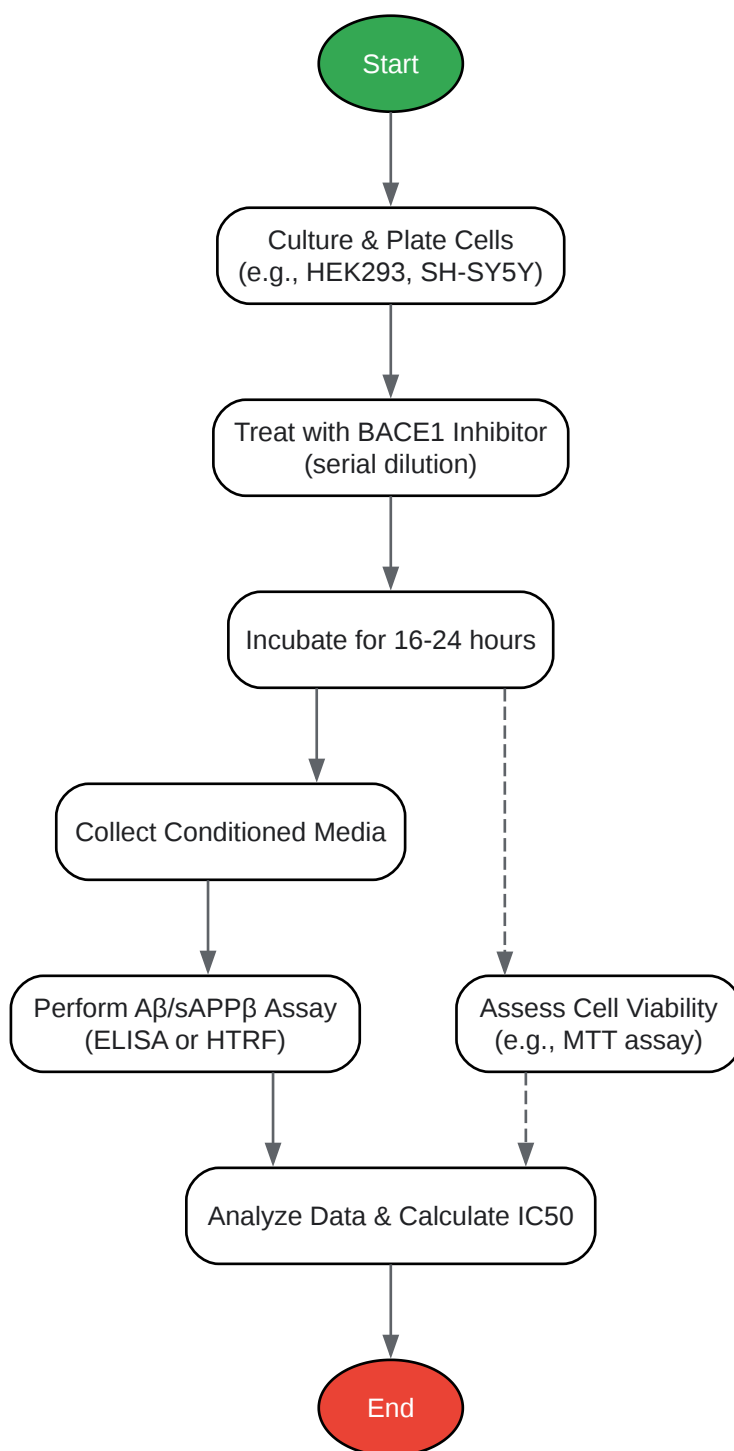 Start
Culture & Plate Cells
(e.g., HEK293, SH-SY5Y)
Treat with BACE1 Inhibitor
(serial dilution)
Incubate for 16-24 hours
Collect Conditioned Media
Perform Aβ/sAPPβ Assay
(ELISA or HTRF)
Assess Cell Viability
(e.g., MTT assay)
Analyze Data & Calculate IC50
End